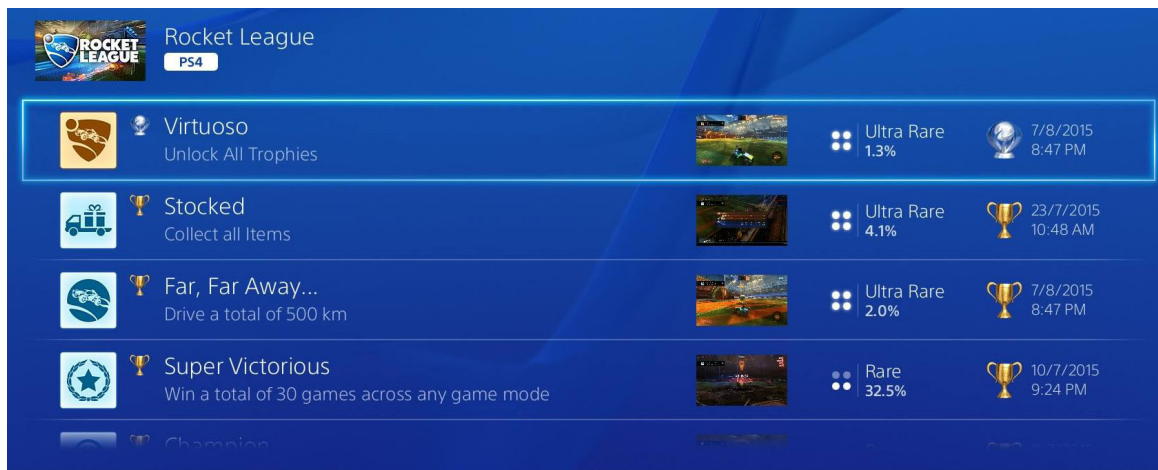 ROCKET
LEAGUE
Rocket League
PS4
Virtuoso
Unlock All Trophies
Ultra Rare
1.3%
7/8/2015
8:47 PM
Stocked
Collect all Items
Ultra Rare
4.1%
23/7/2015
10:48 AM
Far, Far Away...
Drive a total of 500 km
Ultra Rare
2.0%
7/8/2015
8:47 PM
Super Victorious
Win a total of 30 games across any game mode
Rare
32.5%
10/7/2015
9:24 PM
Champion